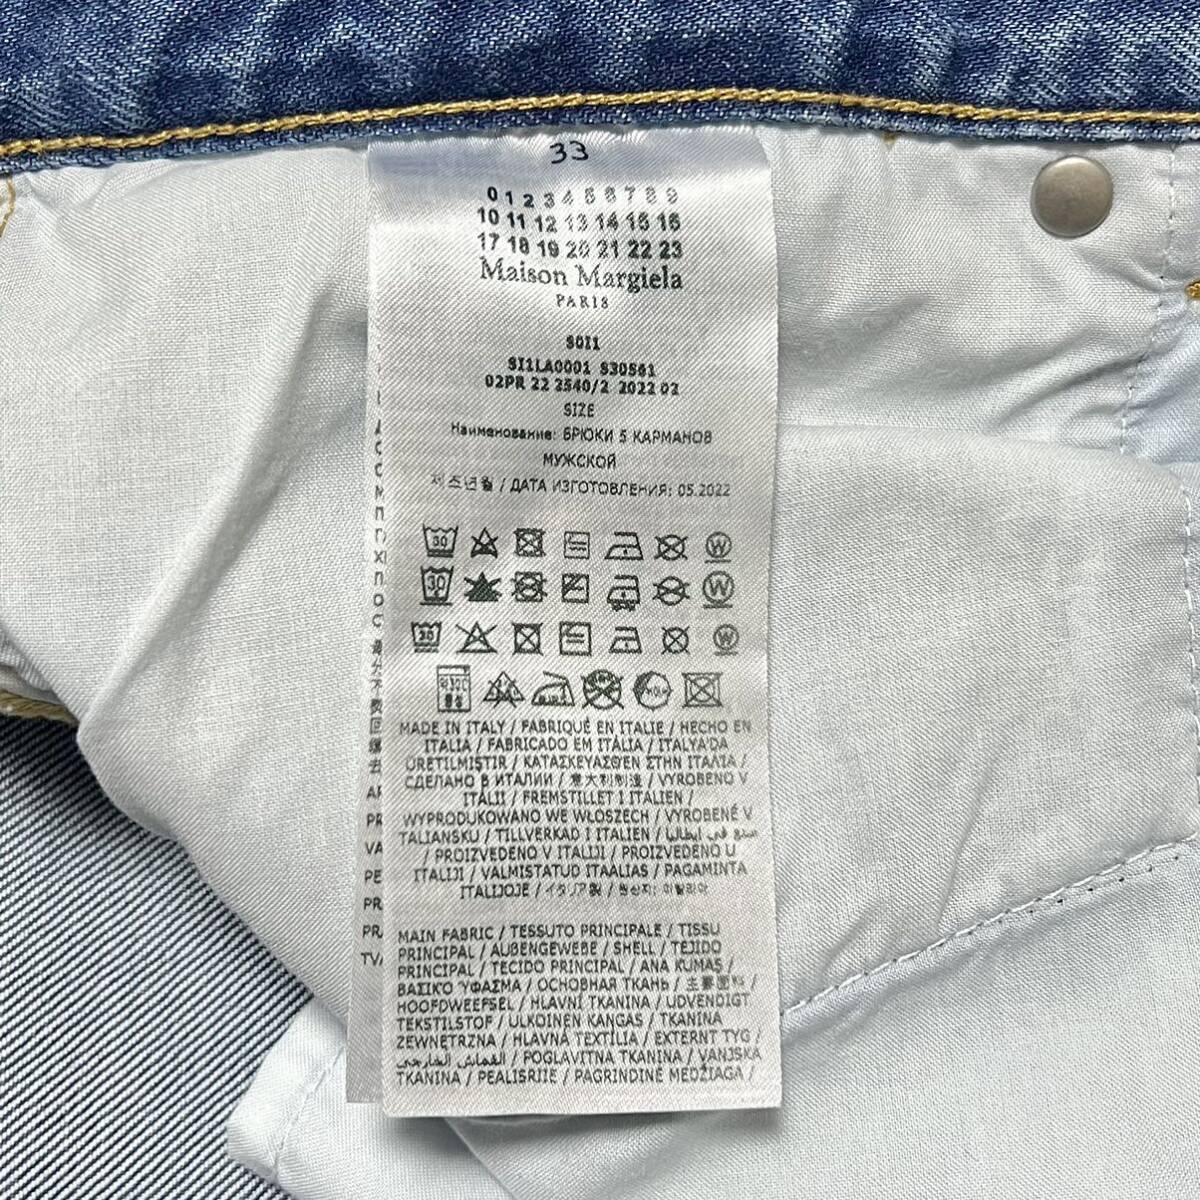 33
0 1 2 3 4 5 6 7 8 9
10 11 12 13 14 15 16
17 18 19 20 21 22 23
Maison Margiela
PARIS
S0I1
SI1LA0001 S30561
02PR 22 2540/2 2022 02
SIZE
Наименование: БРЮКИ 5 КАРМАНОВ
МУЖСКОЙ
제조년월 / ДАТА ИЗГОТОВЛЕНИЯ: 05.2022
30 W
30 W
30 W
MADE IN ITALY / FABRIQUÉ EN ITALIE / HECHO EN
ITALIA / FABRICADO EM ITÁLIA / ITALYA'DA
ÜRETILMIŞTIR / ΚΑΤΑΣΚΕΥΑΣΘΕΝ ΣΤΗΝ ΙΤΑΛΙΑ /
СДЕЛАНО В ИТАЛИИ / 意大利制造 / VYROBENO V
ITÁLII / FREMSTILLET I ITALIEN /
WYPRODUKOWANO WE WŁOSZECH / VYROBENÉ V
TALIANSKU / TILLVERKAD I ITALIEN / صنع في ايطاليا
/ PROIZVEDENO V ITALIJI / PROIZVEDENO U
ITALIJI / VALMISTATUD ITAALIAS / PAGAMINTA
ITALIJOJE / イタリア製 / 원산지: 이탈리아
MAIN FABRIC / TESSUTO PRINCIPALE / TISSU
PRINCIPAL / AUßENGEWEBE / SHELL / TEJIDO
PRINCIPAL / TECIDO PRINCIPAL / ANA KUMAŞ /
ΒΑΣΙΚΟ ΎΦΑΣΜΑ / ОСНОВНАЯ ТКАНЬ / 主要面料 /
HOOFDWEEFSEL / HLAVNÍ TKANINA / UDVENDIGT
TEKSTILSTOF / ULKOINEN KANGAS / TKANINA
ZEWNĘTRZNA / HLAVNÁ TEXTÍLIA / EXTERNT TYG /
القماش الخارجي / POGLAVITNA TKANINA / VANJSKA
TKANINA / PEALISRIIE / PAGRINDINĖ MEDŽIAGA /